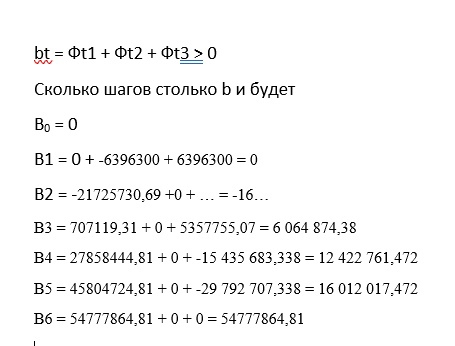 bt = Фt1 + Фt2 + Фt3 > 0
Сколько шагов столько b и будет
B₀ = 0
B1 = 0 + -6396300 + 6396300 = 0
B2 = -21725730,69 +0 + … = -16…
B3 = 707119,31 + 0 + 5357755,07 = 6 064 874,38
B4 = 27858444,81 + 0 + -15 435 683,338 = 12 422 761,472
B5 = 45804724,81 + 0 + -29 792 707,338 = 16 012 017,472
B6 = 54777864,81 + 0 + 0 = 54777864,81